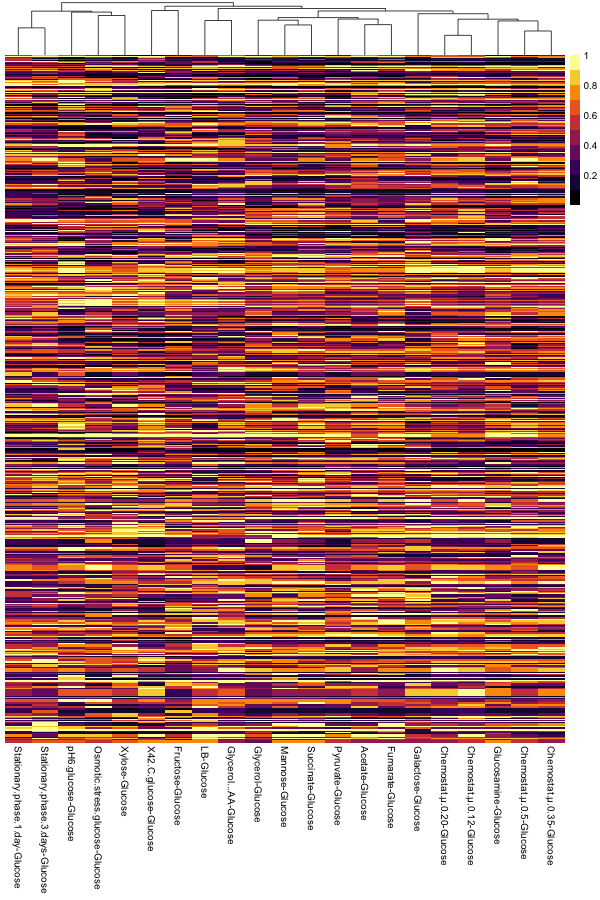 1
0.8
0.6
0.4
0.2
Stationary.phase.1.day-Glucose
Stationary.phase.3.days-Glucose
pH6.glucose-Glucose
Osmotic.stress.glucose-Glucose
Xylose-Glucose
X42.C.glucose-Glucose
Fructose-Glucose
LB-Glucose
Glycerol...AA-Glucose
Glycerol-Glucose
Mannose-Glucose
Succinate-Glucose
Pyruvate-Glucose
Acetate-Glucose
Fumarate-Glucose
Galactose-Glucose
Chemostat.µ.0.20-Glucose
Chemostat.µ.0.12-Glucose
Glucosamine-Glucose
Chemostat.µ.0.5-Glucose
Chemostat.µ.0.35-Glucose